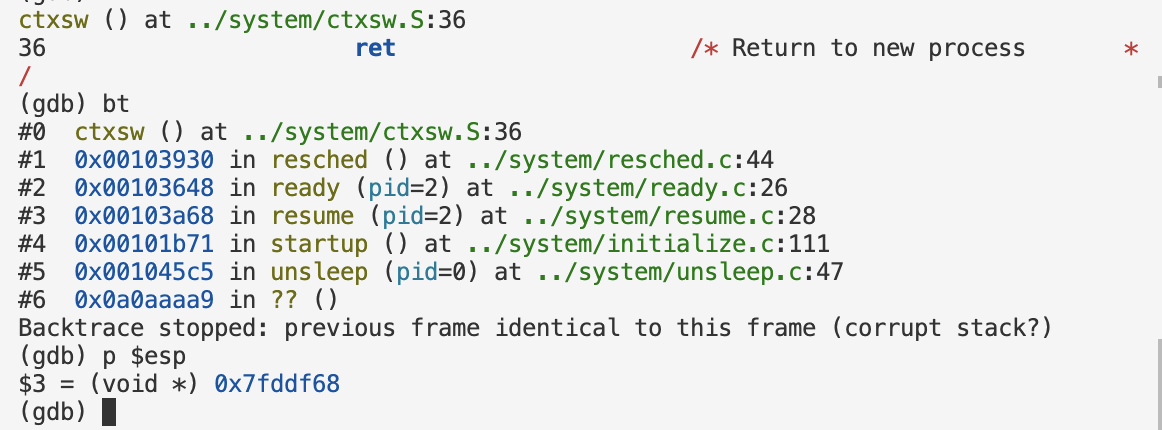 ctxsw () at ../system/ctxsw.S:36
36 ret /* Return to new process *
/
(gdb) bt
#0 ctxsw () at ../system/ctxsw.S:36
#1 0x00103930 in resched () at ../system/resched.c:44
#2 0x00103648 in ready (pid=2) at ../system/ready.c:26
#3 0x00103a68 in resume (pid=2) at ../system/resume.c:28
#4 0x00101b71 in startup () at ../system/initialize.c:111
#5 0x001045c5 in unsleep (pid=0) at ../system/unsleep.c:47
#6 0x0a0aaaa9 in ?? ()
Backtrace stopped: previous frame identical to this frame (corrupt stack?)
(gdb) p $esp
$3 = (void *) 0x7fddf68
(gdb)